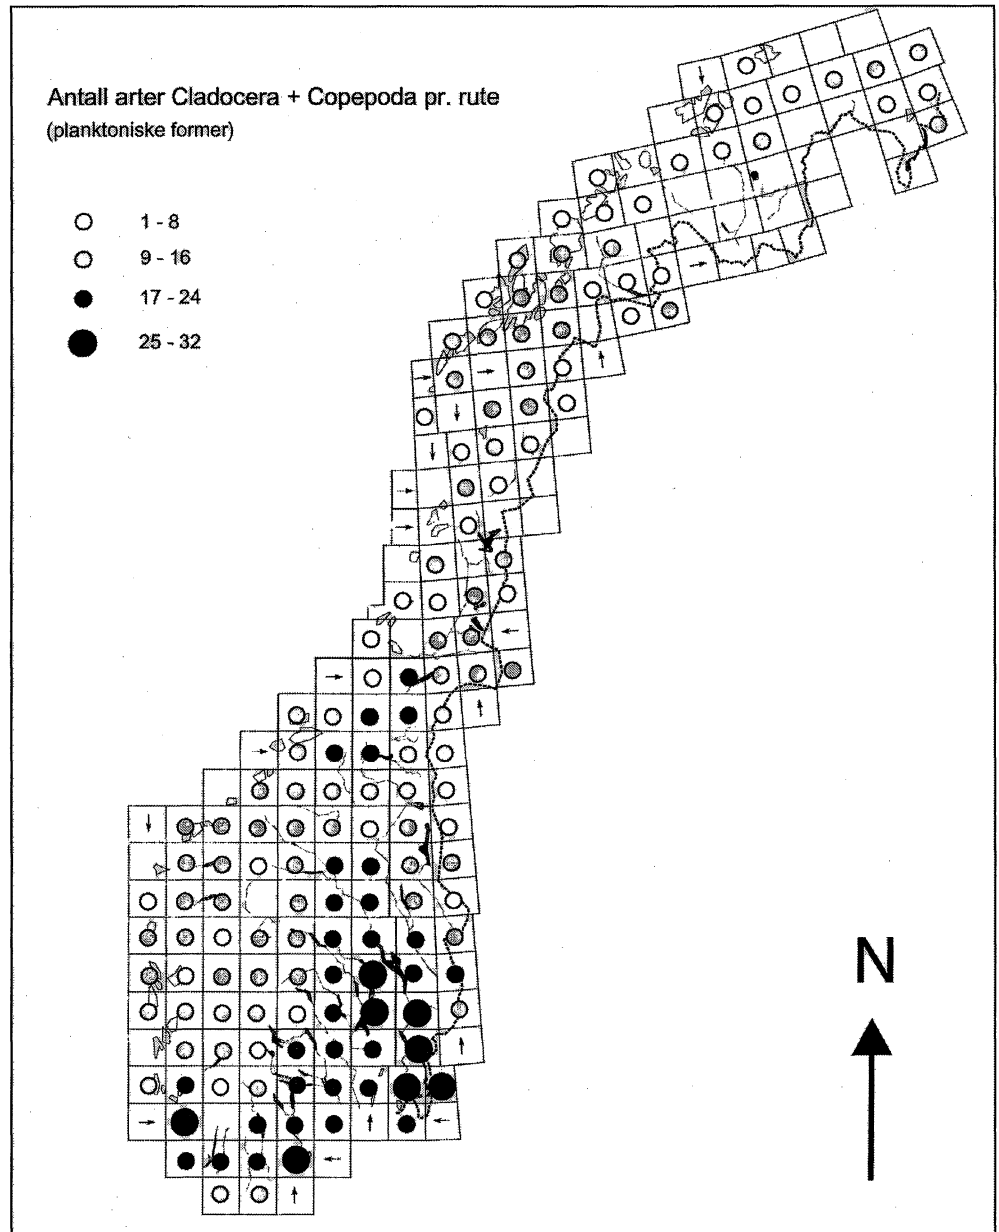 Antall arter Cladocera + Copepoda pr. rute
(planktoniske former)
1 - 8
9 - 16
17 - 24
25 - 32
N